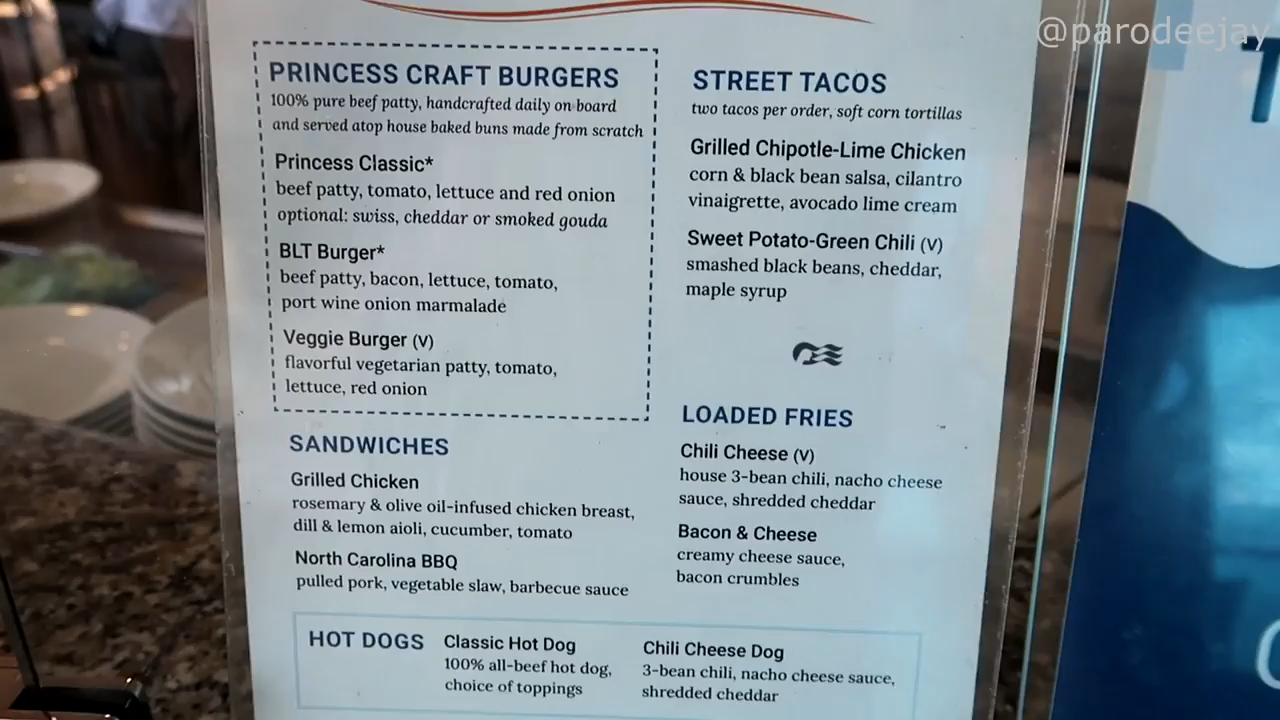 @parodeejay
PRINCESS CRAFT BURGERS
100% pure beef patty, handcrafted daily on board
and served atop house baked buns made from scratch
Princess Classic*
beef patty, tomato, lettuce and red onion
optional: swiss, cheddar or smoked gouda
BLT Burger*
beef patty, bacon, lettuce, tomato,
port wine onion marmalade
Veggie Burger (V)
flavorful vegetarian patty, tomato,
lettuce, red onion
SANDWICHES
Grilled Chicken
rosemary & olive oil-infused chicken breast,
dill & lemon aioli, cucumber, tomato
North Carolina BBQ
pulled pork, vegetable slaw, barbecue sauce
STREET TACOS
two tacos per order, soft corn tortillas
Grilled Chipotle-Lime Chicken
corn & black bean salsa, cilantro
vinaigrette, avocado lime cream
Sweet Potato-Green Chili (V)
smashed black beans, cheddar,
maple syrup
LOADED FRIES
Chili Cheese (V)
house 3-bean chili, nacho cheese
sauce, shredded cheddar
Bacon & Cheese
creamy cheese sauce,
bacon crumbles
HOT DOGS
Classic Hot Dog
100% all-beef hot dog,
choice of toppings
Chili Cheese Dog
3-bean chili, nacho cheese sauce,
shredded cheddar